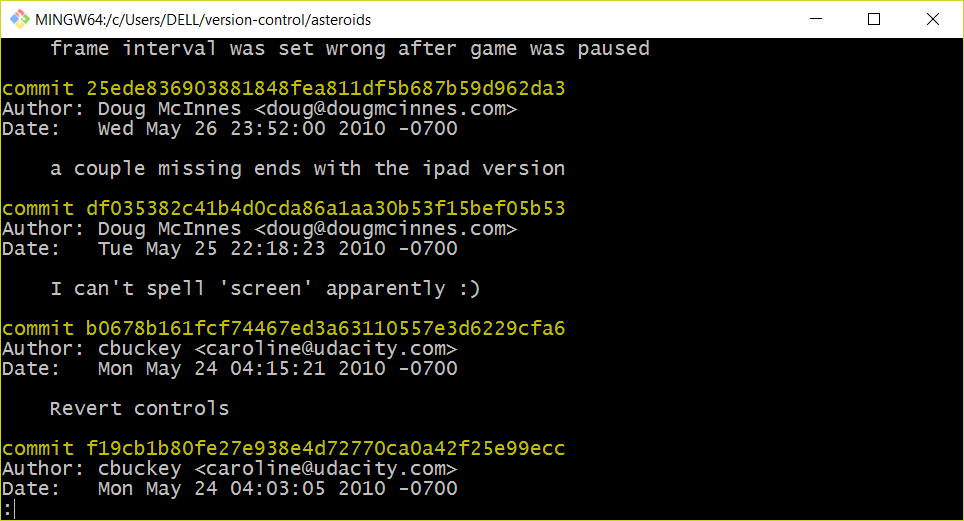 MINGW64:/c/Users/DELL/version-control/asteroids
frame interval was set wrong after game was paused
commit 25ede836903881848fea811df5b687b59d962da3
Author: Doug McInnes <doug@dougmcinnes.com>
Date:   Wed May 26 23:52:00 2010 -0700
a couple missing ends with the ipad version
commit df035382c41b4d0cda86a1aa30b53f15bef05b53
Author: Doug McInnes <doug@dougmcinnes.com>
Date:   Tue May 25 22:18:23 2010 -0700
I can't spell 'screen' apparently :)
commit b0678b161fcf74467ed3a63110557e3d6229cfa6
Author: cbuckey <caroline@udacity.com>
Date:   Mon May 24 04:15:21 2010 -0700
Revert controls
commit f19cb1b80fe27e938e4d72770ca0a42f25e99ecc
Author: cbuckey <caroline@udacity.com>
Date:   Mon May 24 04:03:05 2010 -0700
: